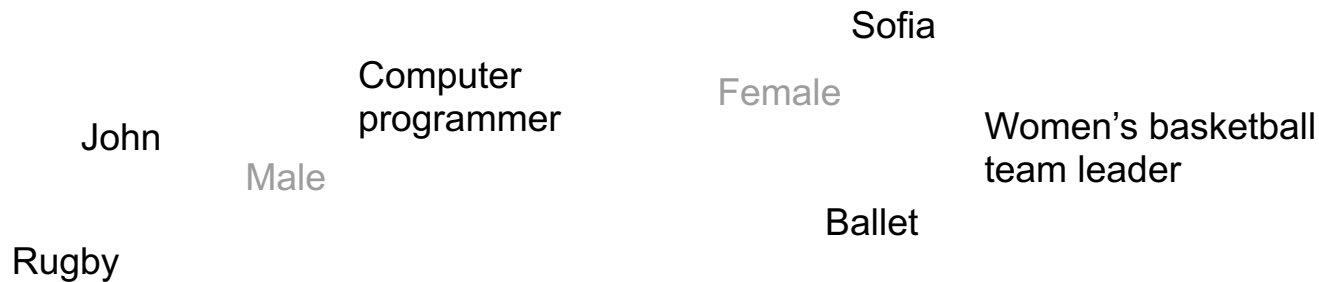 Sofia
Computer
programmer
Female
John
Women’s basketball
team leader
Male
Ballet
Rugby